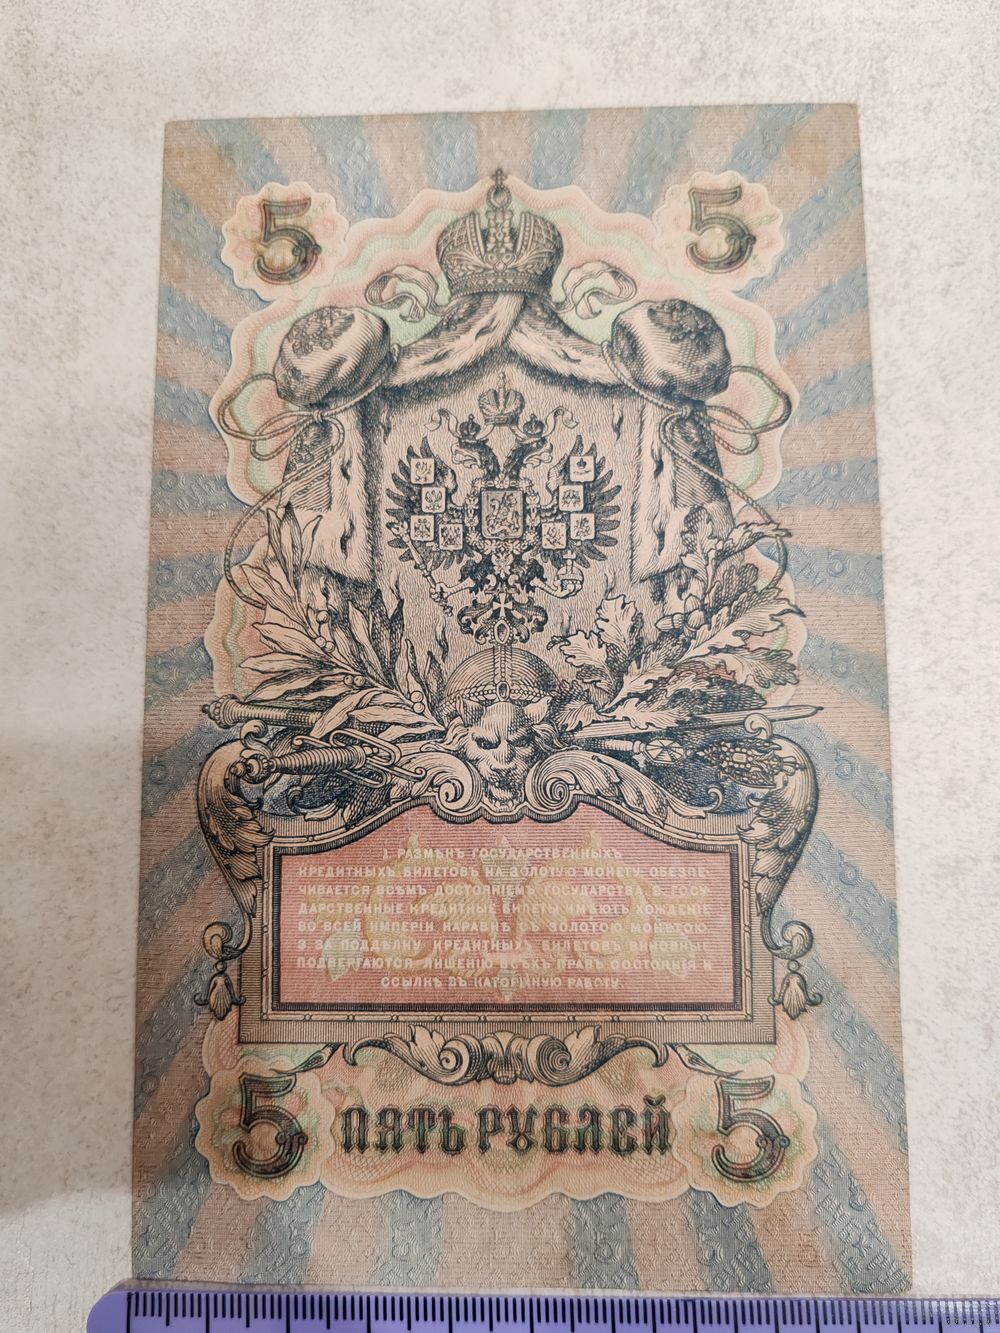 5 5
1. РАЗМѢНЪ ГОСУДАРСТВЕННЫХЪ
КРЕДИТНЫХЪ БИЛЕТОВЪ НА ЗОЛОТУЮ МОНЕТУ ОБЕЗПЕ-
ЧИВАЕТСЯ ВСѢМЪ ДОСТОЯНІЕМЪ ГОСУДАРСТВА. 2. ГОСУ-
ДАРСТВЕННЫЕ КРЕДИТНЫЕ БИЛЕТЫ ИМѢЮТЪ ХОЖДЕНІЕ
ВО ВСЕЙ ИМПЕРІИ НАРАВНѢ СЪ ЗОЛОТОЮ МОНЕТОЮ.
3. ЗА ПОДДѢЛКУ КРЕДИТНЫХЪ БИЛЕТОВЪ ВИНОВНЫЕ
ПОДВЕРГАЮТСЯ ЛИШЕНІЮ ВСѢХЪ ПРАВЪ СОСТОЯНІЯ И
ССЫЛКѢ ВЪ КАТОРЖНУЮ РАБОТУ.
5 ПЯТЬ РУБЛЕЙ 5